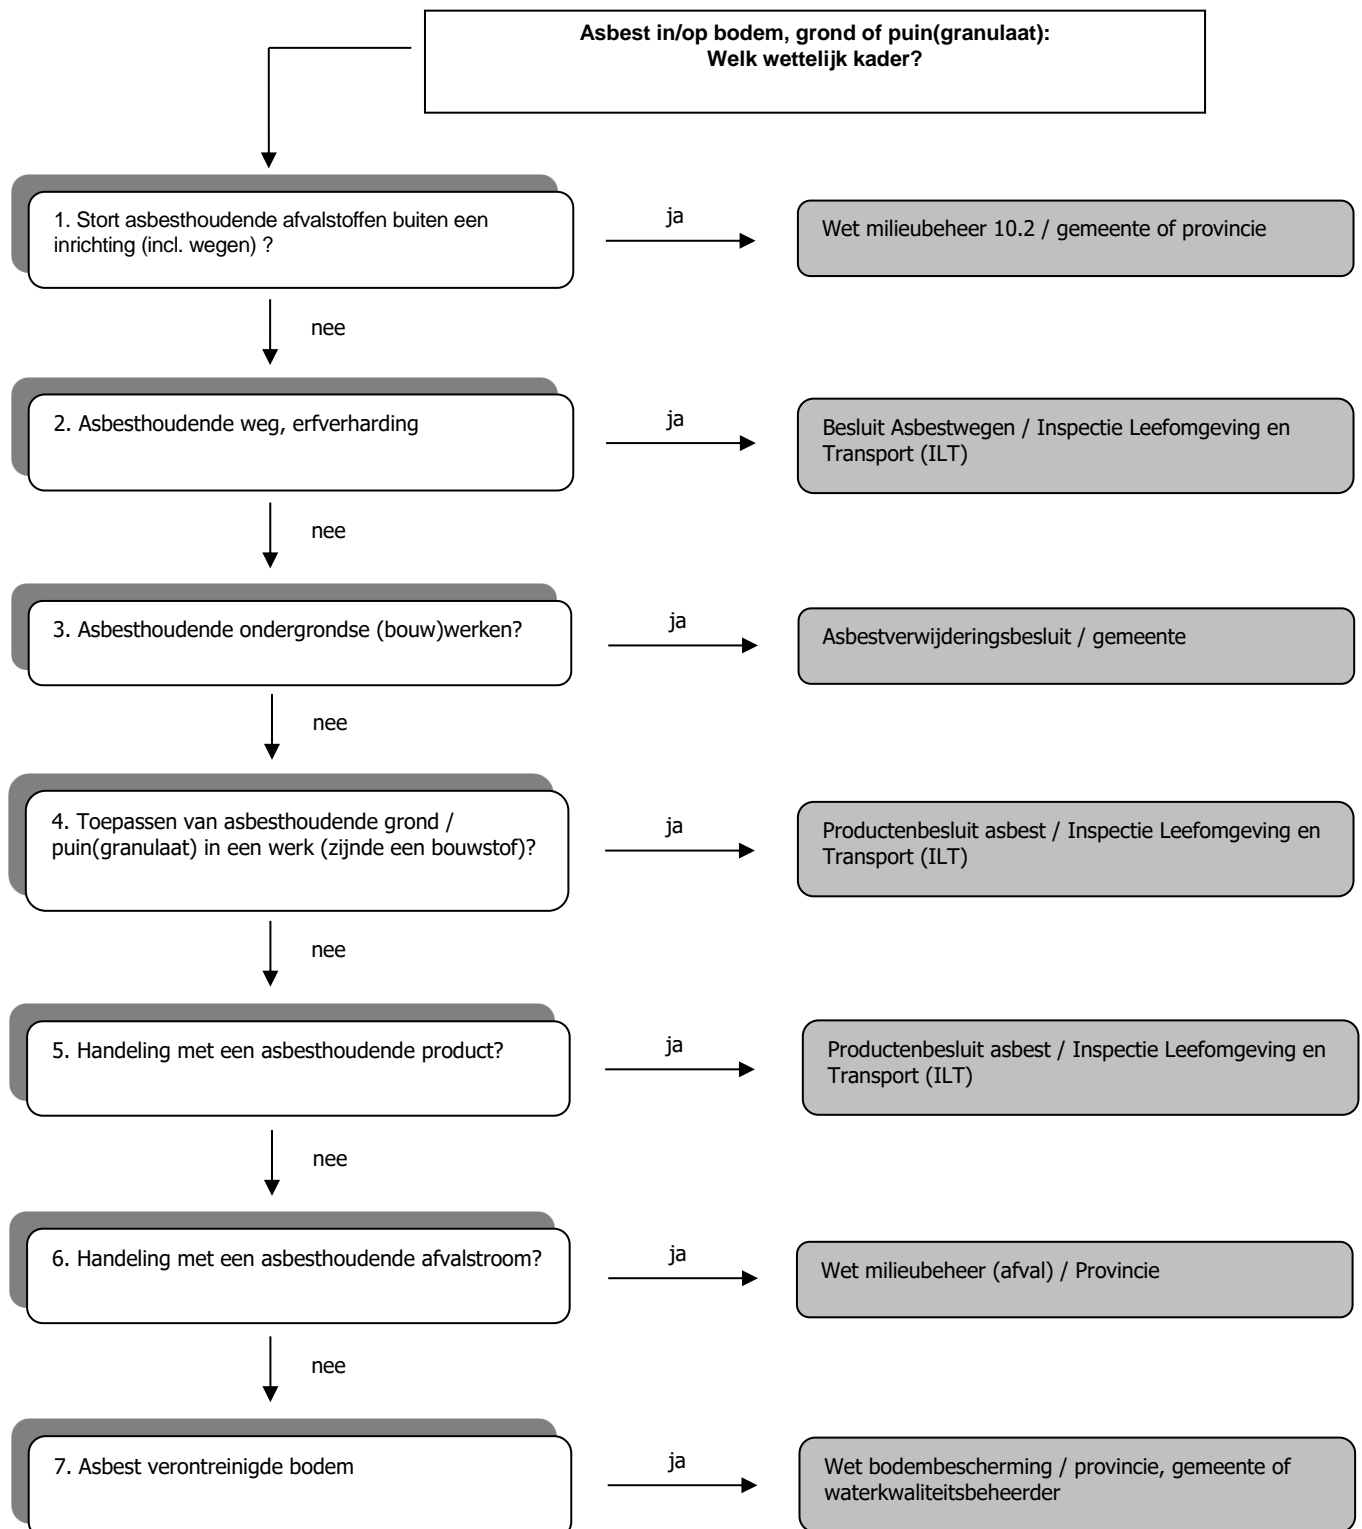 Asbest in/op bodem, grond of puin(granulaat):
Welk wettelijk kader?
1. Stort asbesthoudende afvalstoffen buiten een
inrichting (incl. wegen) ?
ja
Wet milieubeheer 10.2 / gemeente of provincie
nee
2. Asbesthoudende weg, erfverharding
ja
Besluit Asbestwegen / Inspectie Leefomgeving en
Transport (ILT)
nee
3. Asbesthoudende ondergrondse (bouw)werken?
ja
Asbestverwijderingsbesluit / gemeente
nee
4. Toepassen van asbesthoudende grond /
puin(granulaat) in een werk (zijnde een bouwstof)?
ja
Productenbesluit asbest / Inspectie Leefomgeving en
Transport (ILT)
nee
5. Handeling met een asbesthoudende product?
ja
Productenbesluit asbest / Inspectie Leefomgeving en
Transport (ILT)
nee
6. Handeling met een asbesthoudende afvalstroom?
ja
Wet milieubeheer (afval) / Provincie
nee
7. Asbest verontreinigde bodem
ja
Wet bodembescherming / provincie, gemeente of
waterkwaliteitsbeheerder